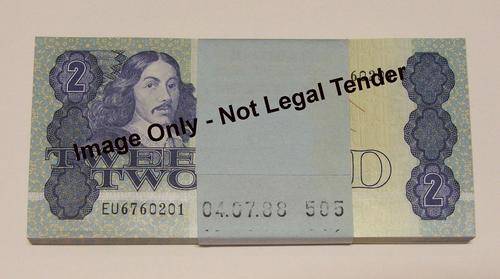 2
Image Only - Not Legal Tender
TWEE D
TWO
2
EU6760201
04.07.88 505